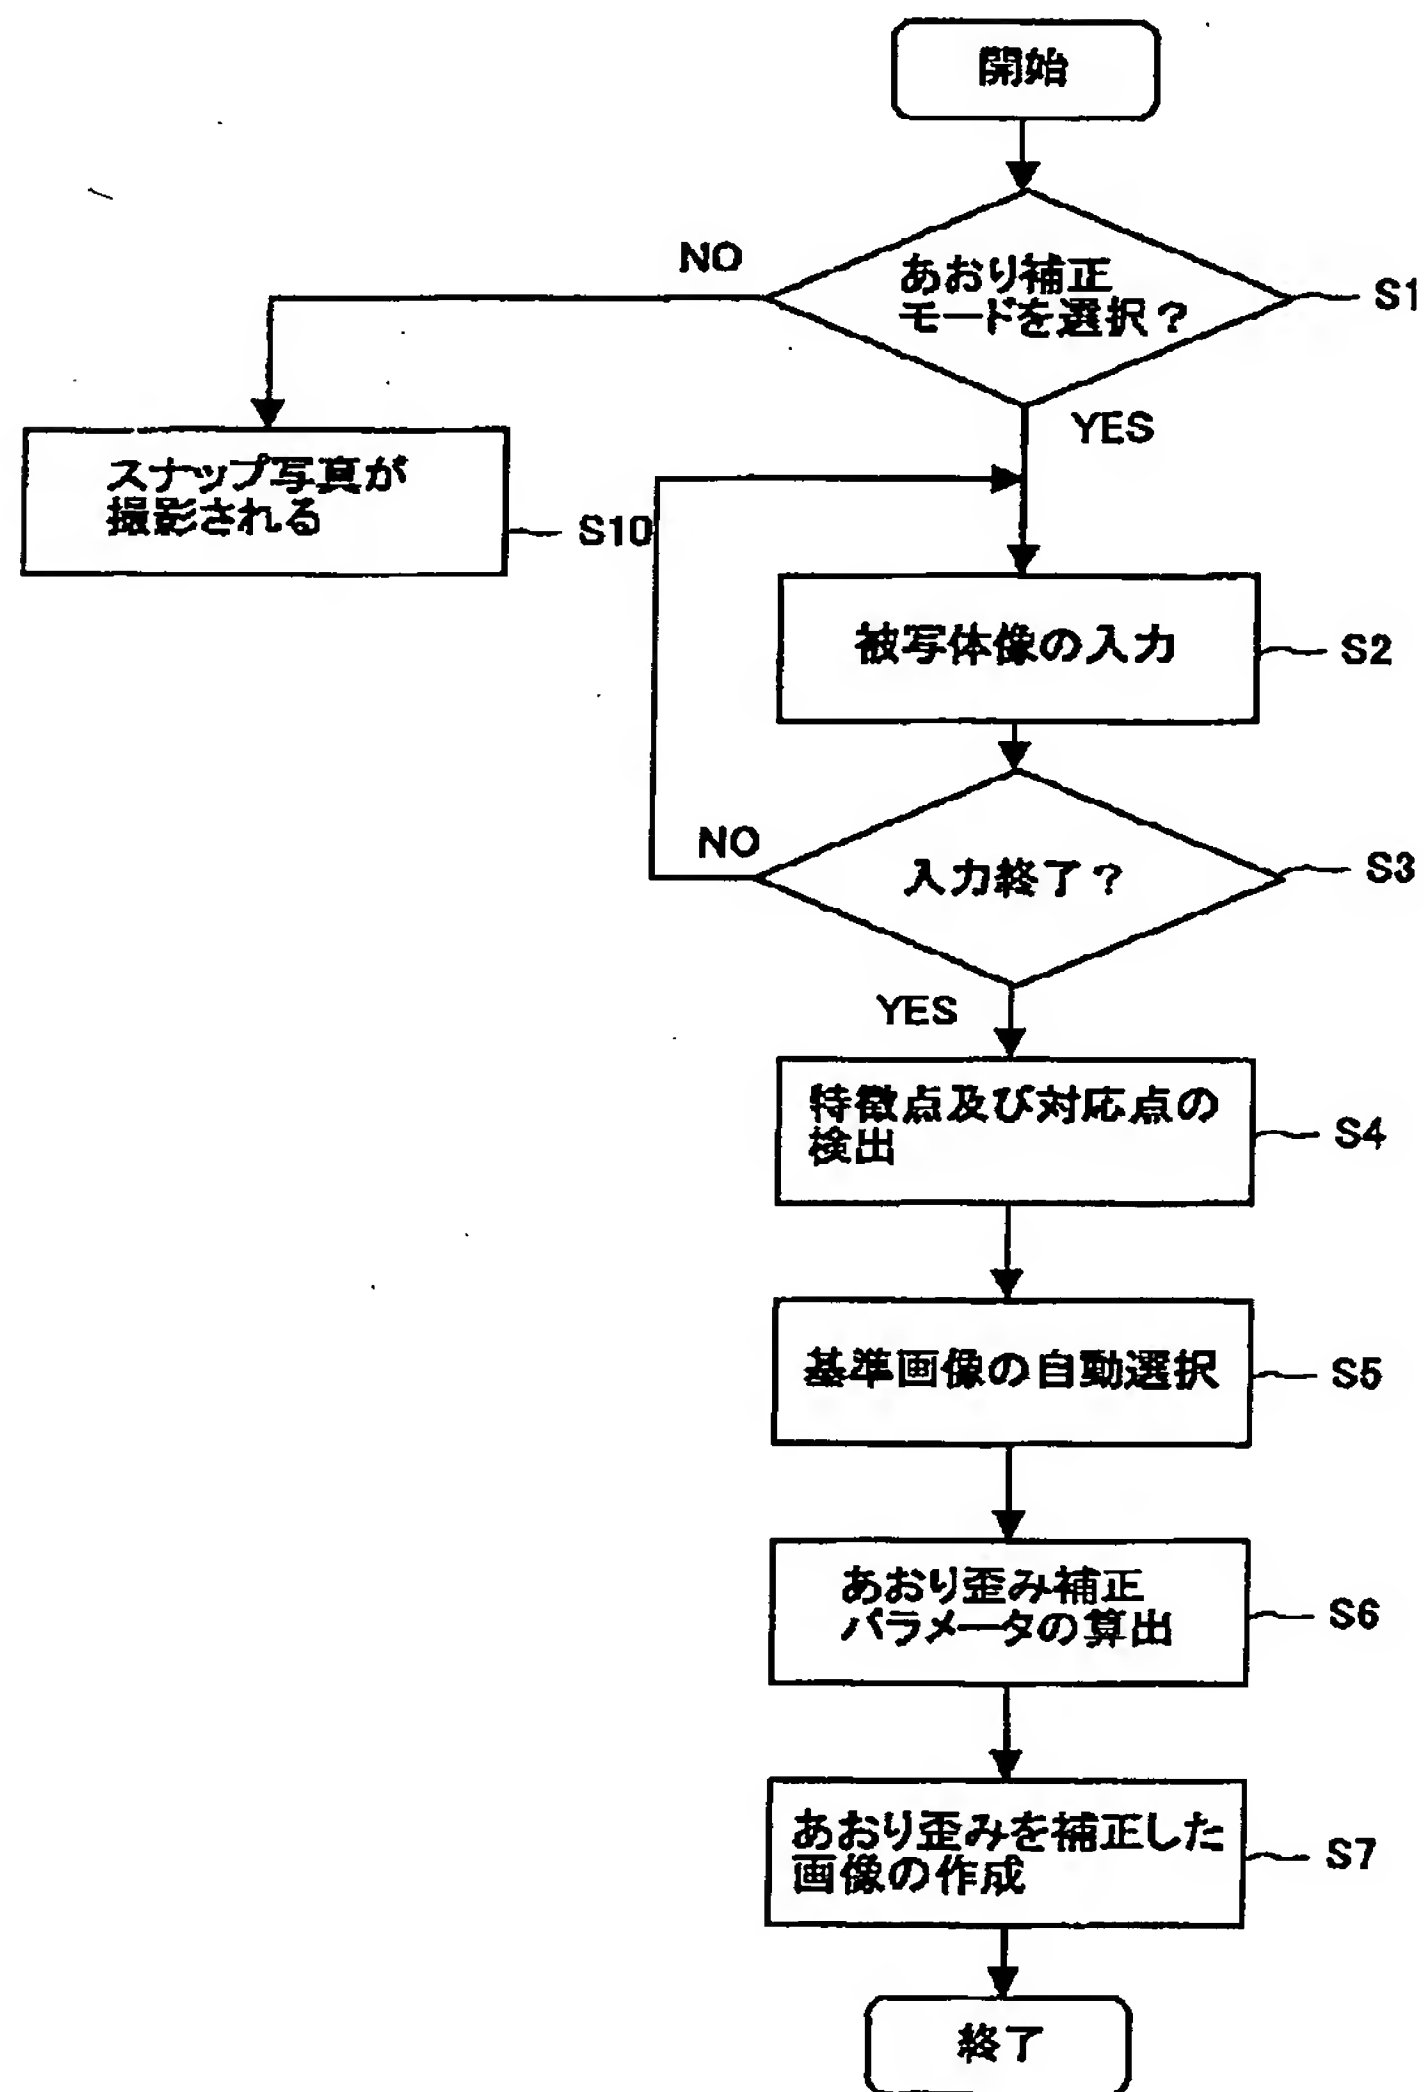 開始
NO
あおり補正
モードを選択？
S1
YES
スナップ写真が
撮影される
S10
被写体像の入力
S2
NO
入力終了？
S3
YES
特徴点及び対応点の
検出
S4
基準画像の自動選択
S5
あおり歪み補正
パラメータの算出
S6
あおり歪みを補正した
画像の作成
S7
終了